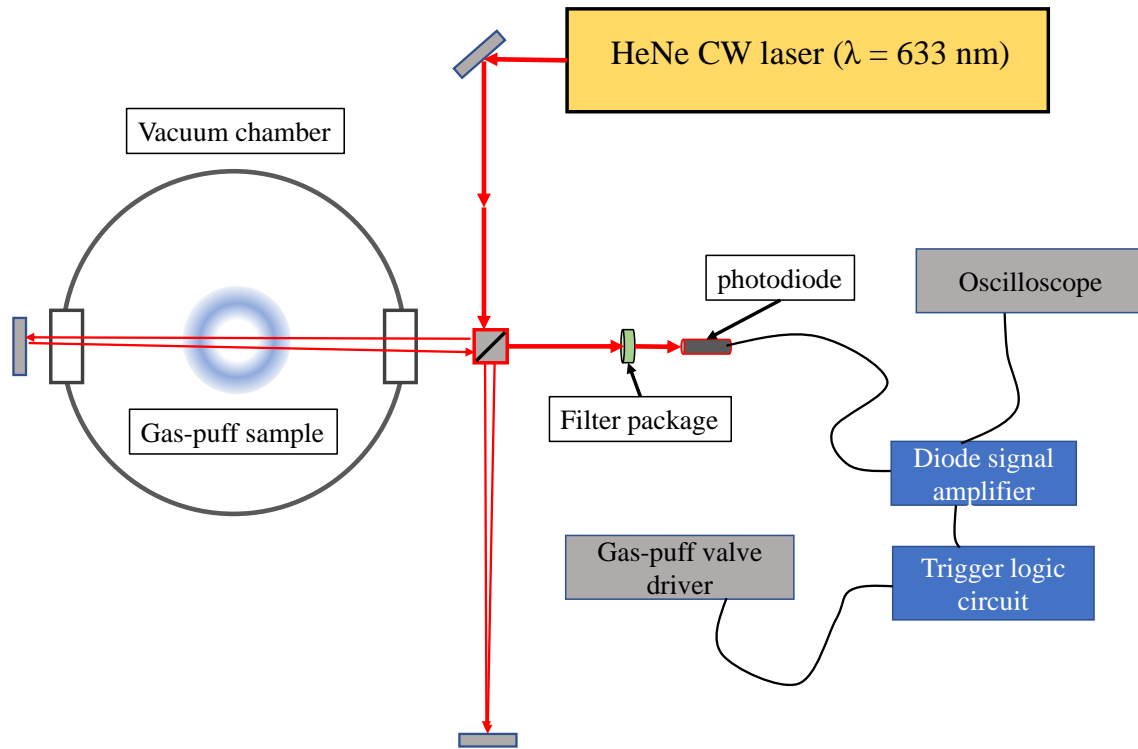 HeNe CW laser (λ = 633 nm)
Vacuum chamber
photodiode
Oscilloscope
Gas-puff sample
Filter package
Diode signal
amplifier
Gas-puff valve
driver
Trigger logic
circuit